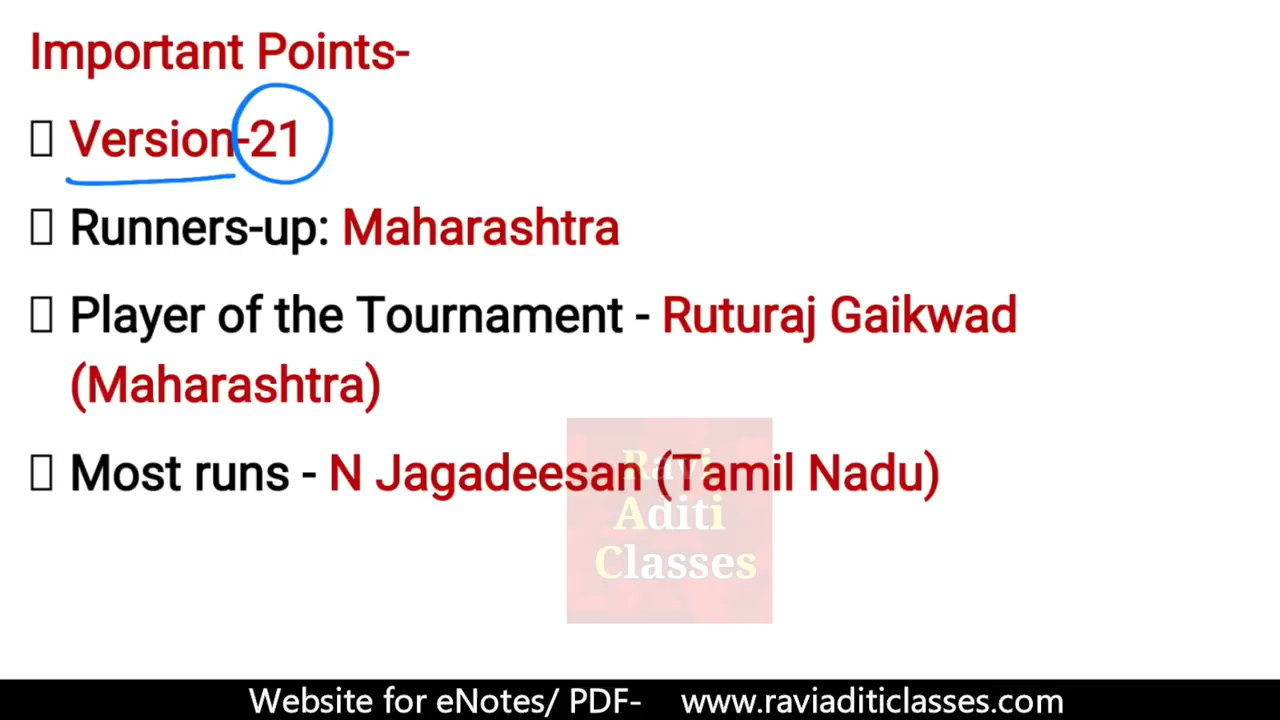 Important Points-
Version-21
Runners-up: Maharashtra
Player of the Tournament - Ruturaj Gaikwad
(Maharashtra)
Most runs - N Jagadeesan (Tamil Nadu)
Ravi
Aditi
Classes
Website for eNotes/ PDF- www.raviaditiclasses.com